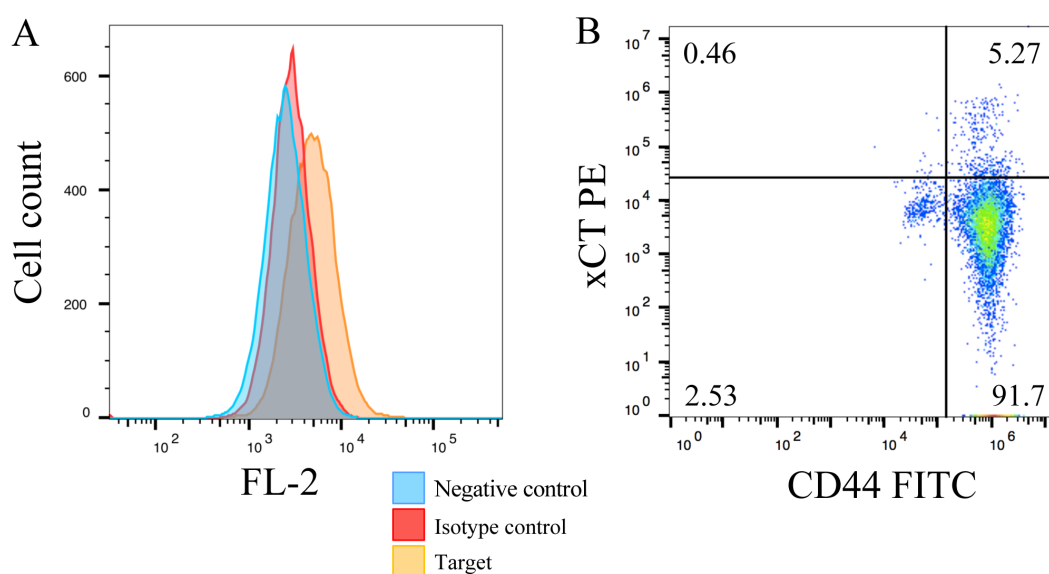 A
Cell count
600
400
200
0
10^2
10^3
10^4
10^5
FL-2
Negative control
Isotype control
Target
B
xCT PE
10^7
10^6
10^5
10^4
10^3
10^2
10^1
10^0
0.46
5.27
2.53
91.7
10^0
10^2
10^4
10^6
CD44 FITC